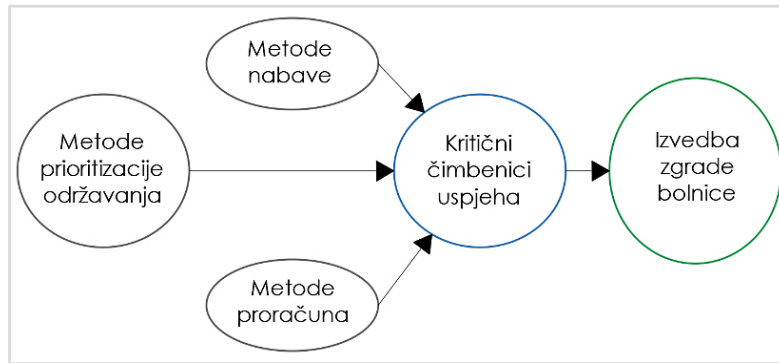 Metode
nabave
Metode
prioritizacije
održavanja
Kritični
čimbenici
uspjeha
Izvedba
zgrade
bolnice
Metode
proračuna